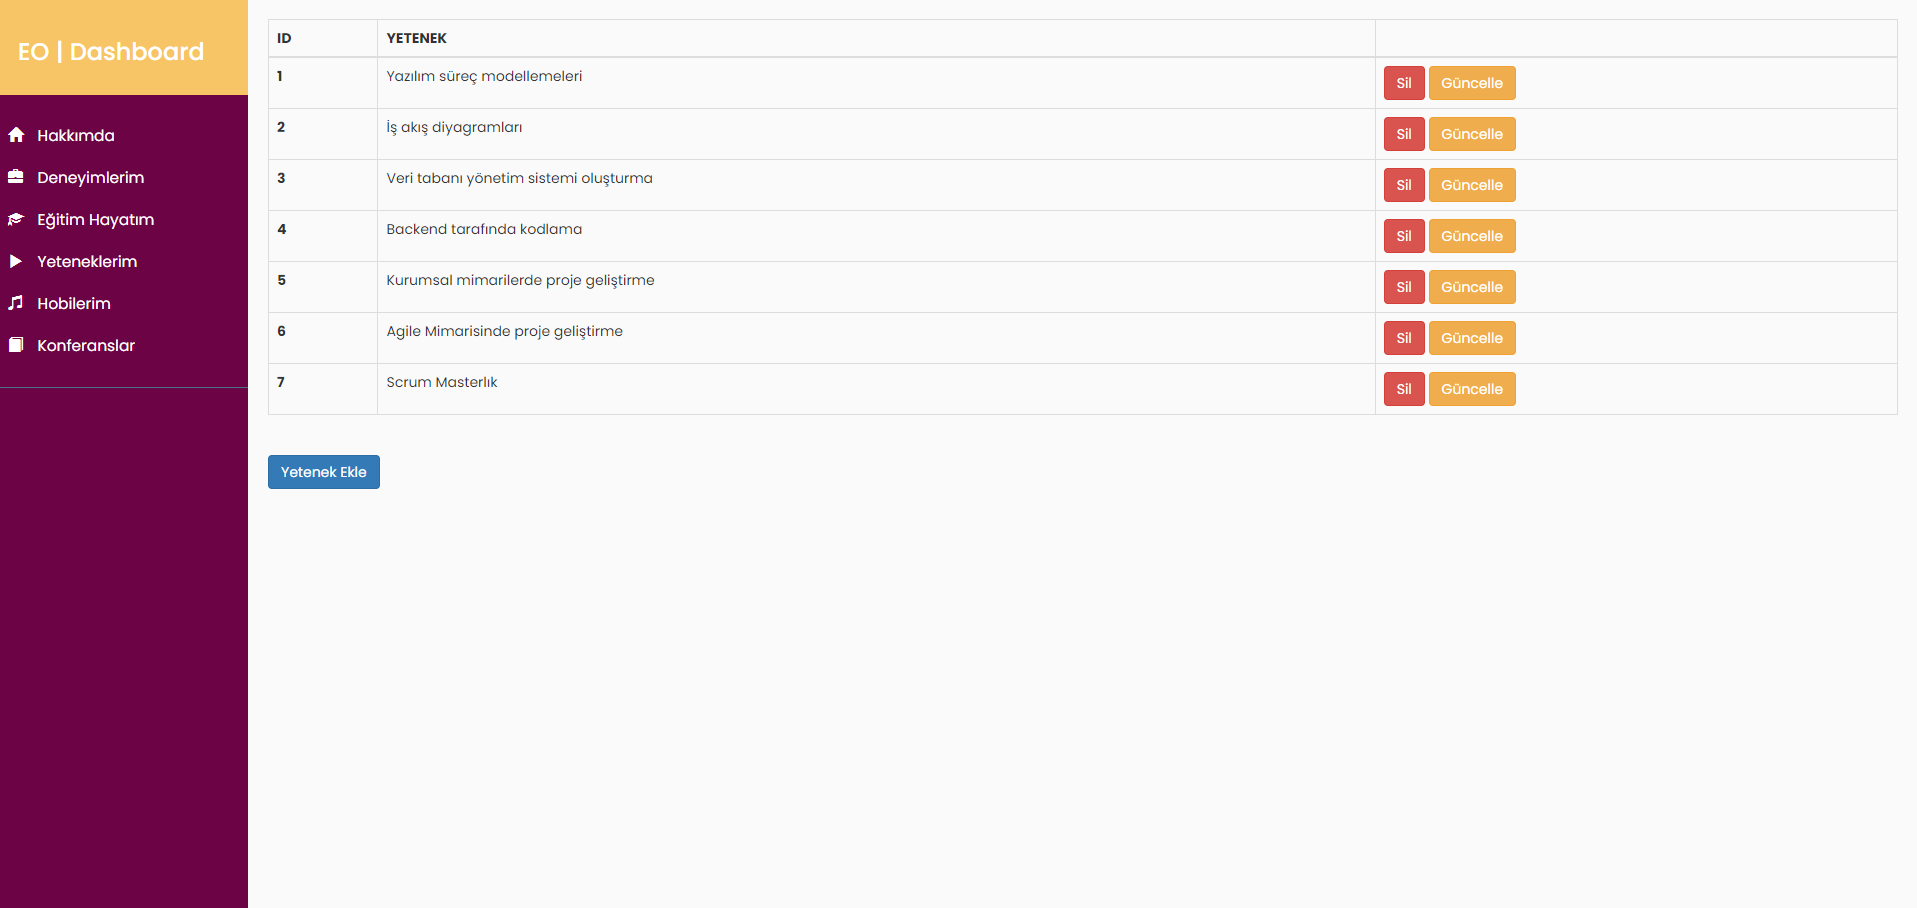 EO | Dashboard
Hakkımda
Deneyimlerim
Eğitim Hayatım
Yeteneklerim
Hobilerim
Konferanslar
ID YETENEK
1 Yazılım süreç modellemeleri Sil Güncelle
2 İş akış diyagramları Sil Güncelle
3 Veri tabanı yönetim sistemi oluşturma Sil Güncelle
4 Backend tarafında kodlama Sil Güncelle
5 Kurumsal mimarilerde proje geliştirme Sil Güncelle
6 Agile Mimarisinde proje geliştirme Sil Güncelle
7 Scrum Masterlık Sil Güncelle
Yetenek Ekle